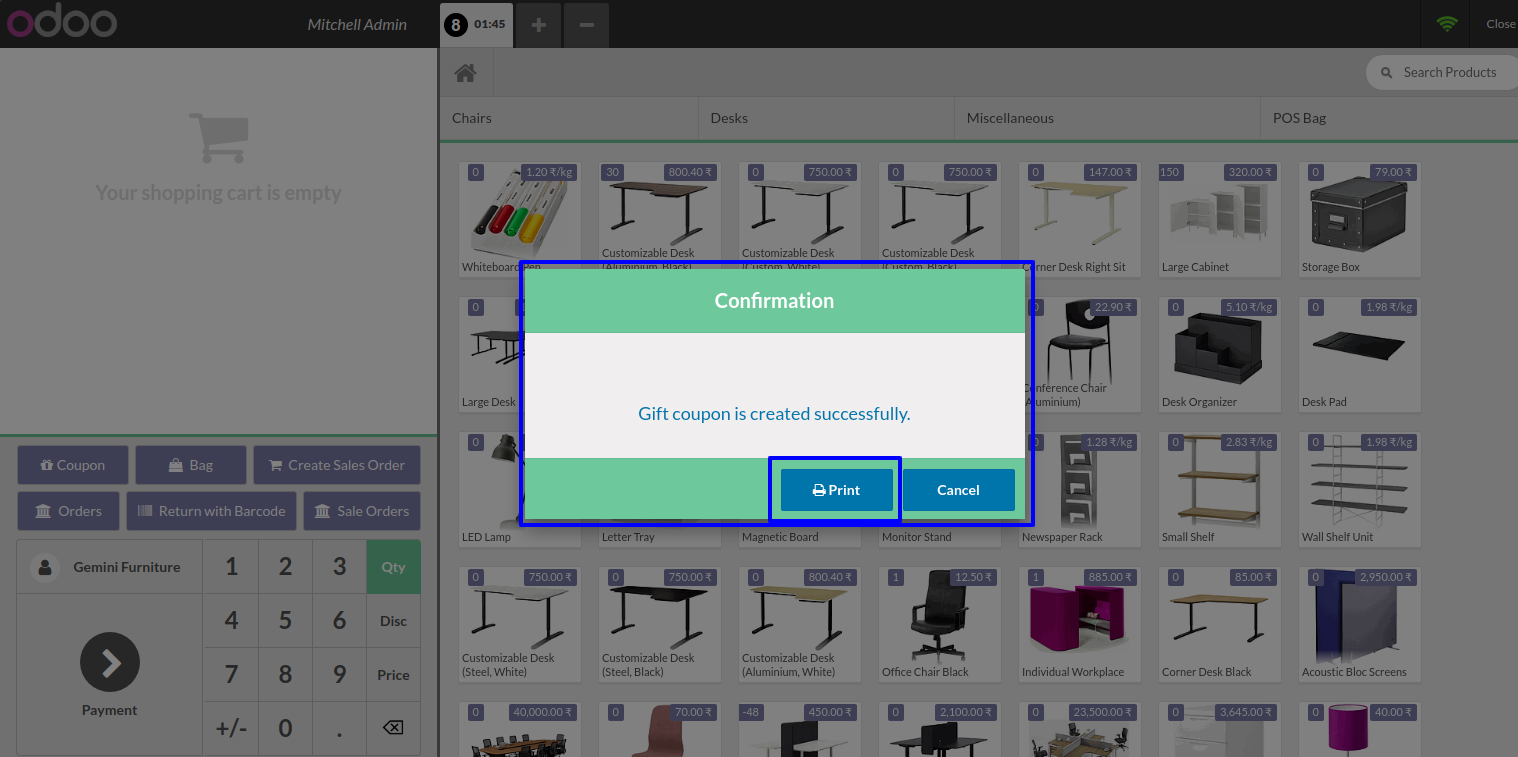 odoo
Mitchell Admin
8 01:45
+
−
Close
Search Products
Chairs
Desks
Miscellaneous
POS Bag
Your shopping cart is empty
0 1.20 ₹/kg
Whiteboard Pen
30 800.40 ₹
Customizable Desk
(Aluminium, Black)
0 750.00 ₹
Customizable Desk
(Custom, White)
0 750.00 ₹
Customizable Desk
(Custom, Black)
0 147.00 ₹
Corner Desk Right Sit
150 320.00 ₹
Large Cabinet
0 79.00 ₹
Storage Box
0
Large Desk
0 22.90 ₹
Conference Chair
(Aluminium)
0 5.10 ₹/kg
Desk Organizer
0 1.98 ₹/kg
Desk Pad
Confirmation
Gift coupon is created successfully.
Print
Cancel
0
LED Lamp
Letter Tray
Magnetic Board
Monitor Stand
0 1.28 ₹/kg
Newspaper Rack
0 2.83 ₹/kg
Small Shelf
0 1.98 ₹/kg
Wall Shelf Unit
Coupon
Bag
Create Sales Order
Orders
Return with Barcode
Sale Orders
Gemini Furniture
1 2 3 Qty
4 5 6 Disc
7 8 9 Price
+/- 0 .
Payment
0 750.00 ₹
Customizable Desk
(Steel, White)
0 750.00 ₹
Customizable Desk
(Steel, Black)
0 800.40 ₹
Customizable Desk
(Aluminium, White)
1 12.50 ₹
Office Chair Black
1 885.00 ₹
Individual Workplace
0 85.00 ₹
Corner Desk Black
0 2,950.00 ₹
Acoustic Bloc Screens
0 40,000.00 ₹
0 70.00 ₹
-48 450.00 ₹
0 2,100.00 ₹
0 23,500.00 ₹
0 3,645.00 ₹
0 40.00 ₹